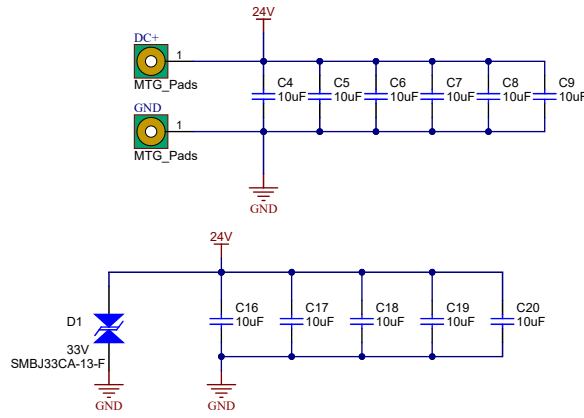 24V
DC+
1
MTG_Pads
GND
1
MTG_Pads
C4
10uF
C5
10uF
C6
10uF
C7
10uF
C8
10uF
C9
10uF
GND
24V
D1
33V
SMBJ33CA-13-F
GND
C16
10uF
C17
10uF
C18
10uF
C19
10uF
C20
10uF
GND